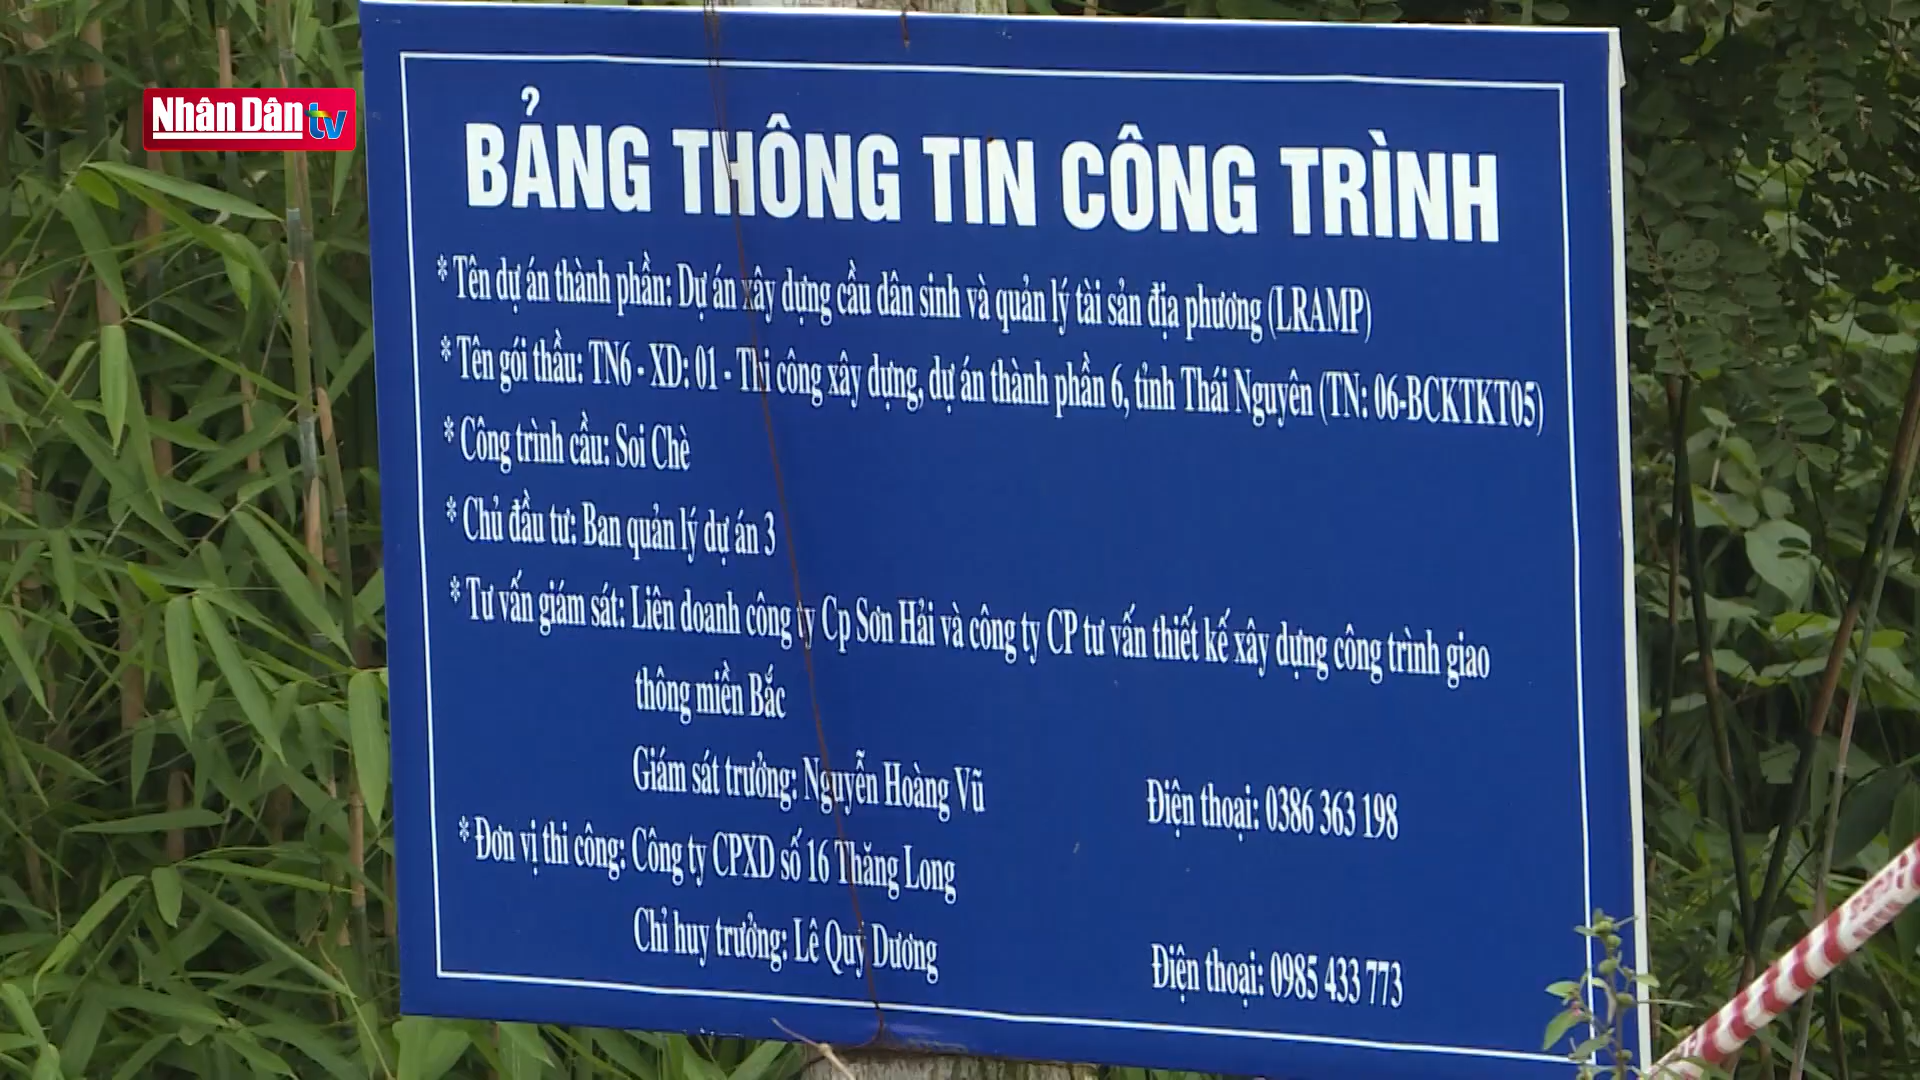 Nhân Dân tv
BẢNG THÔNG TIN CÔNG TRÌNH
* Tên dự án thành phần: Dự án xây dựng cầu dân sinh và quản lý tài sản địa phương (LRAMP)
* Tên gói thầu: TN6 - XD: 01 - Thi công xây dựng, dự án thành phần 6, tỉnh Thái Nguyên (TN: 06-BCKTKT05)
* Công trình cầu: Soi Chè
* Chủ đầu tư: Ban quản lý dự án 3
* Tư vấn giám sát: Liên doanh công ty Cp Sơn Hải và công ty CP tư vấn thiết kế xây dựng công trình giao
thông miền Bắc
Giám sát trưởng: Nguyễn Hoàng Vũ Điện thoại: 0386 363 198
* Đơn vị thi công: Công ty CPXD số 16 Thăng Long
Chỉ huy trưởng: Lê Quý Dương Điện thoại: 0985 433 773